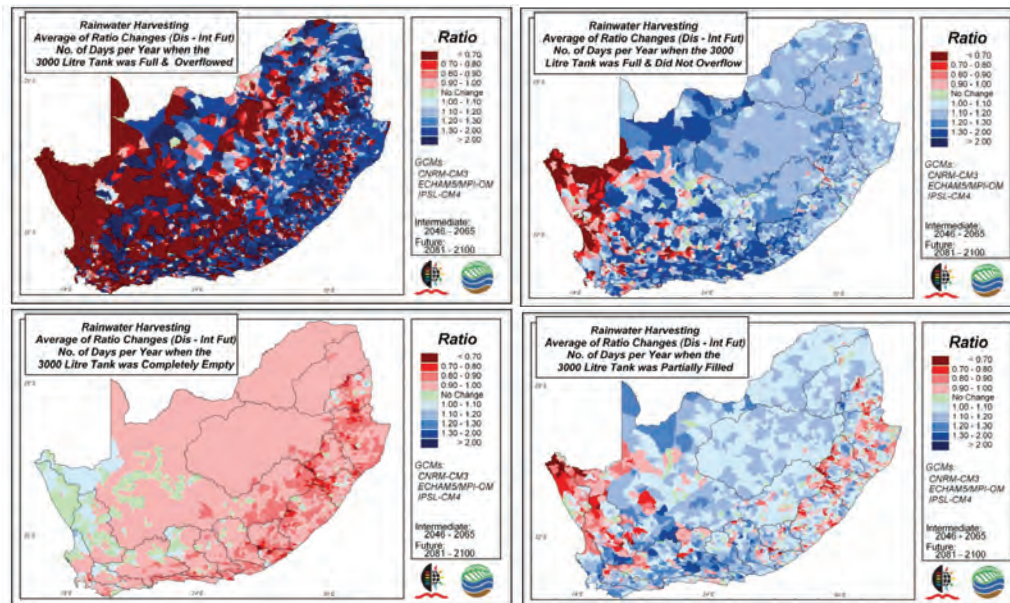 Rainwater Harvesting
Average of Ratio Changes (Dis - Int Fut)
No. of Days per Year when the
3000 Litre Tank was Full & Overflowed
Ratio
< 0.70
0.70 - 0.80
0.80 - 0.90
0.90 - 1.00
No Change
1.00 - 1.10
1.10 - 1.20
1.20 - 1.30
1.30 - 2.00
> 2.00
GCMs:
CNRM-CM3
ECHAM5/MPI-OM
IPSL-CM4
Intermediate:
2046 - 2065
Future:
2081 - 2100
Rainwater Harvesting
Average of Ratio Changes (Dis - Int Fut)
No. of Days per Year when the 3000
Litre Tank was Full & Did Not Overflow
Ratio
< 0.70
0.70 - 0.80
0.80 - 0.90
0.90 - 1.00
No Change
1.00 - 1.10
1.10 - 1.20
1.20 - 1.30
1.30 - 2.00
> 2.00
GCMs:
CNRM-CM3
ECHAM5/MPI-OM
IPSL-CM4
Intermediate:
2046 - 2065
Future:
2081 - 2100
Rainwater Harvesting
Average of Ratio Changes (Dis - Int Fut)
No. of Days per Year when the
3000 Litre Tank was Completely Empty
Ratio
< 0.70
0.70 - 0.80
0.80 - 0.90
0.90 - 1.00
No Change
1.00 - 1.10
1.10 - 1.20
1.20 - 1.30
1.30 - 2.00
> 2.00
GCMs:
CNRM-CM3
ECHAM5/MPI-OM
IPSL-CM4
Intermediate:
2046 - 2065
Future:
2081 - 2100
Rainwater Harvesting
Average of Ratio Changes (Dis - Int Fut)
No. of Days per Year when the
3000 Litre Tank was Partially Filled
Ratio
< 0.70
0.70 - 0.80
0.80 - 0.90
0.90 - 1.00
No Change
1.00 - 1.10
1.10 - 1.20
1.20 - 1.30
1.30 - 2.00
> 2.00
GCMs:
CNRM-CM3
ECHAM5/MPI-OM
IPSL-CM4
Intermediate:
2046 - 2065
Future:
2081 - 2100